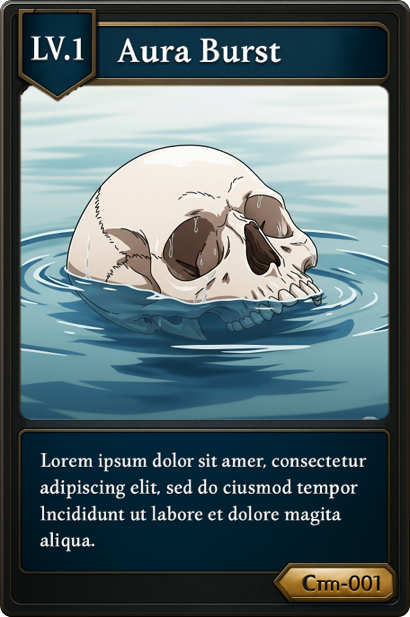 LV.1
Aura Burst
Lorem ipsum dolor sit amer, consectetur
adipiscing elit, sed do ciusmod tempor
Incididunt ut labore et dolore magita
aliqua.
Crm-001